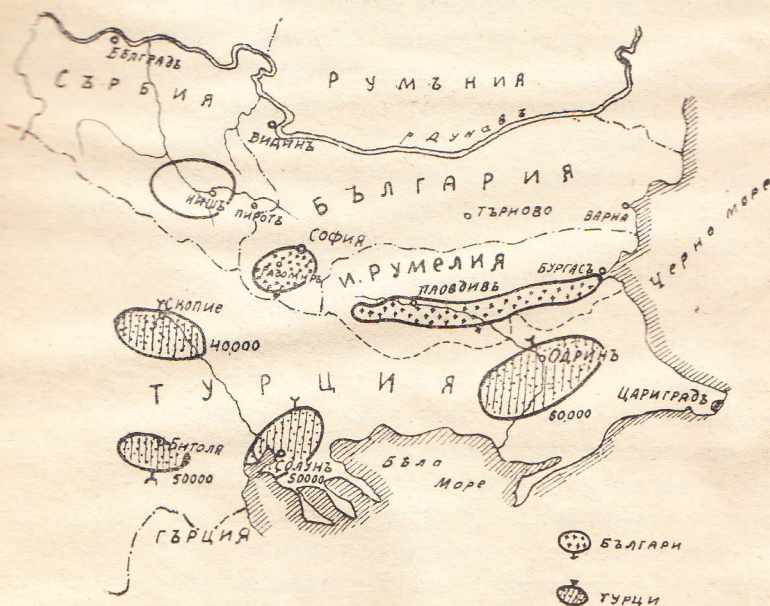 БѢЛГРАДЪ
СЪРБИЯ
РУМЪНИЯ
Р ДУНАВЪ
ВИДИНЪ
БЪЛГАРИЯ
НИШЪ
ПИРОТЪ
ТЪРНОВО
ВАРНА
ЧЕРНО МОРЕ
СОФИЯ
И. РУМЕЛИЯ
БУРГАСЪ
ПЛОВДИВЪ
СКОПИЕ
40,000
ОДРИНЪ
ТУРЦИЯ
60,000
ЦАРИГРАДЪ
БИТОЛЯ
50000
СОЛУНЪ
50000
БѢЛА
МОРЕ
ГЪРЦИЯ
БЪЛГАРИ
ТУРЦИ